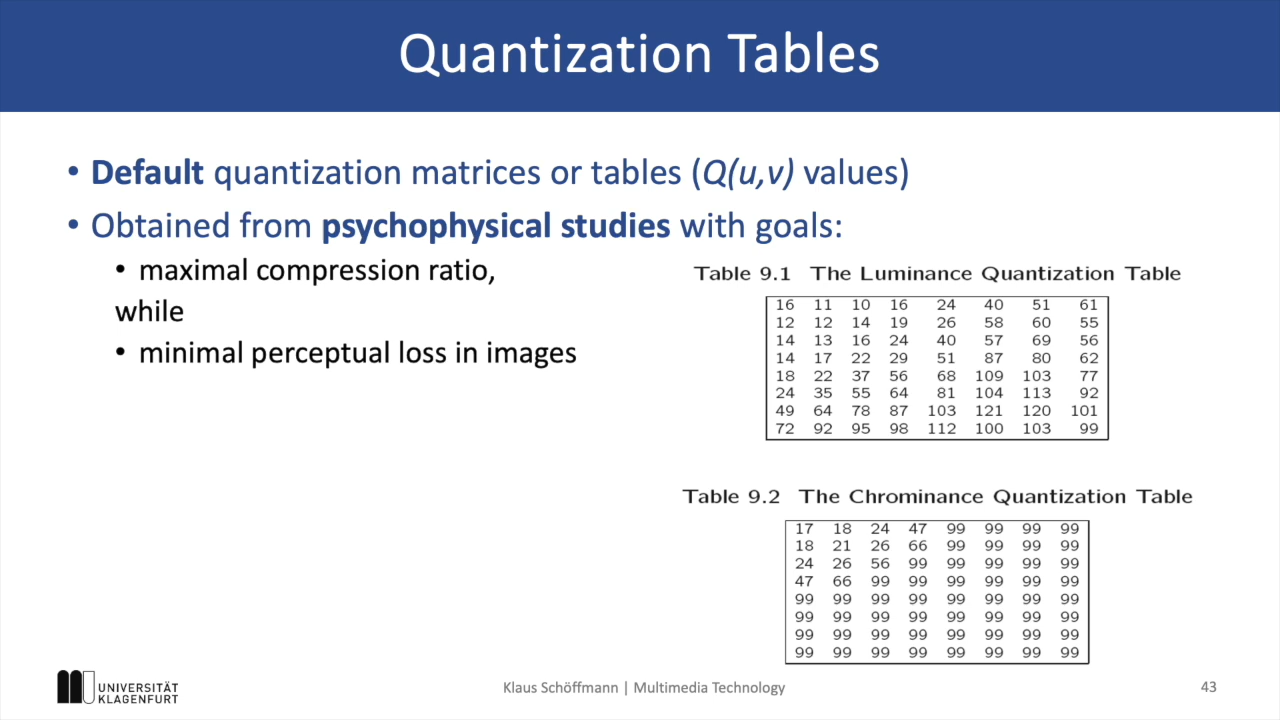 Quantization Tables
• Default quantization matrices or tables (Q(u,v) values)
• Obtained from psychophysical studies with goals:
• maximal compression ratio,
while
• minimal perceptual loss in images
Table 9.1 The Luminance Quantization Table
16 11 10 16 24 40 51 61
12 12 14 19 26 58 60 55
14 13 16 24 40 57 69 56
14 17 22 29 51 87 80 62
18 22 37 56 68 109 103 77
24 35 55 64 81 104 113 92
49 64 78 87 103 121 120 101
72 92 95 98 112 100 103 99
Table 9.2 The Chrominance Quantization Table
17 18 24 47 99 99 99 99
18 21 26 66 99 99 99 99
24 26 56 99 99 99 99 99
47 66 99 99 99 99 99 99
99 99 99 99 99 99 99 99
99 99 99 99 99 99 99 99
99 99 99 99 99 99 99 99
99 99 99 99 99 99 99 99
UNIVERSITÄT
KLAGENFURT
Klaus Schöffmann | Multimedia Technology
43